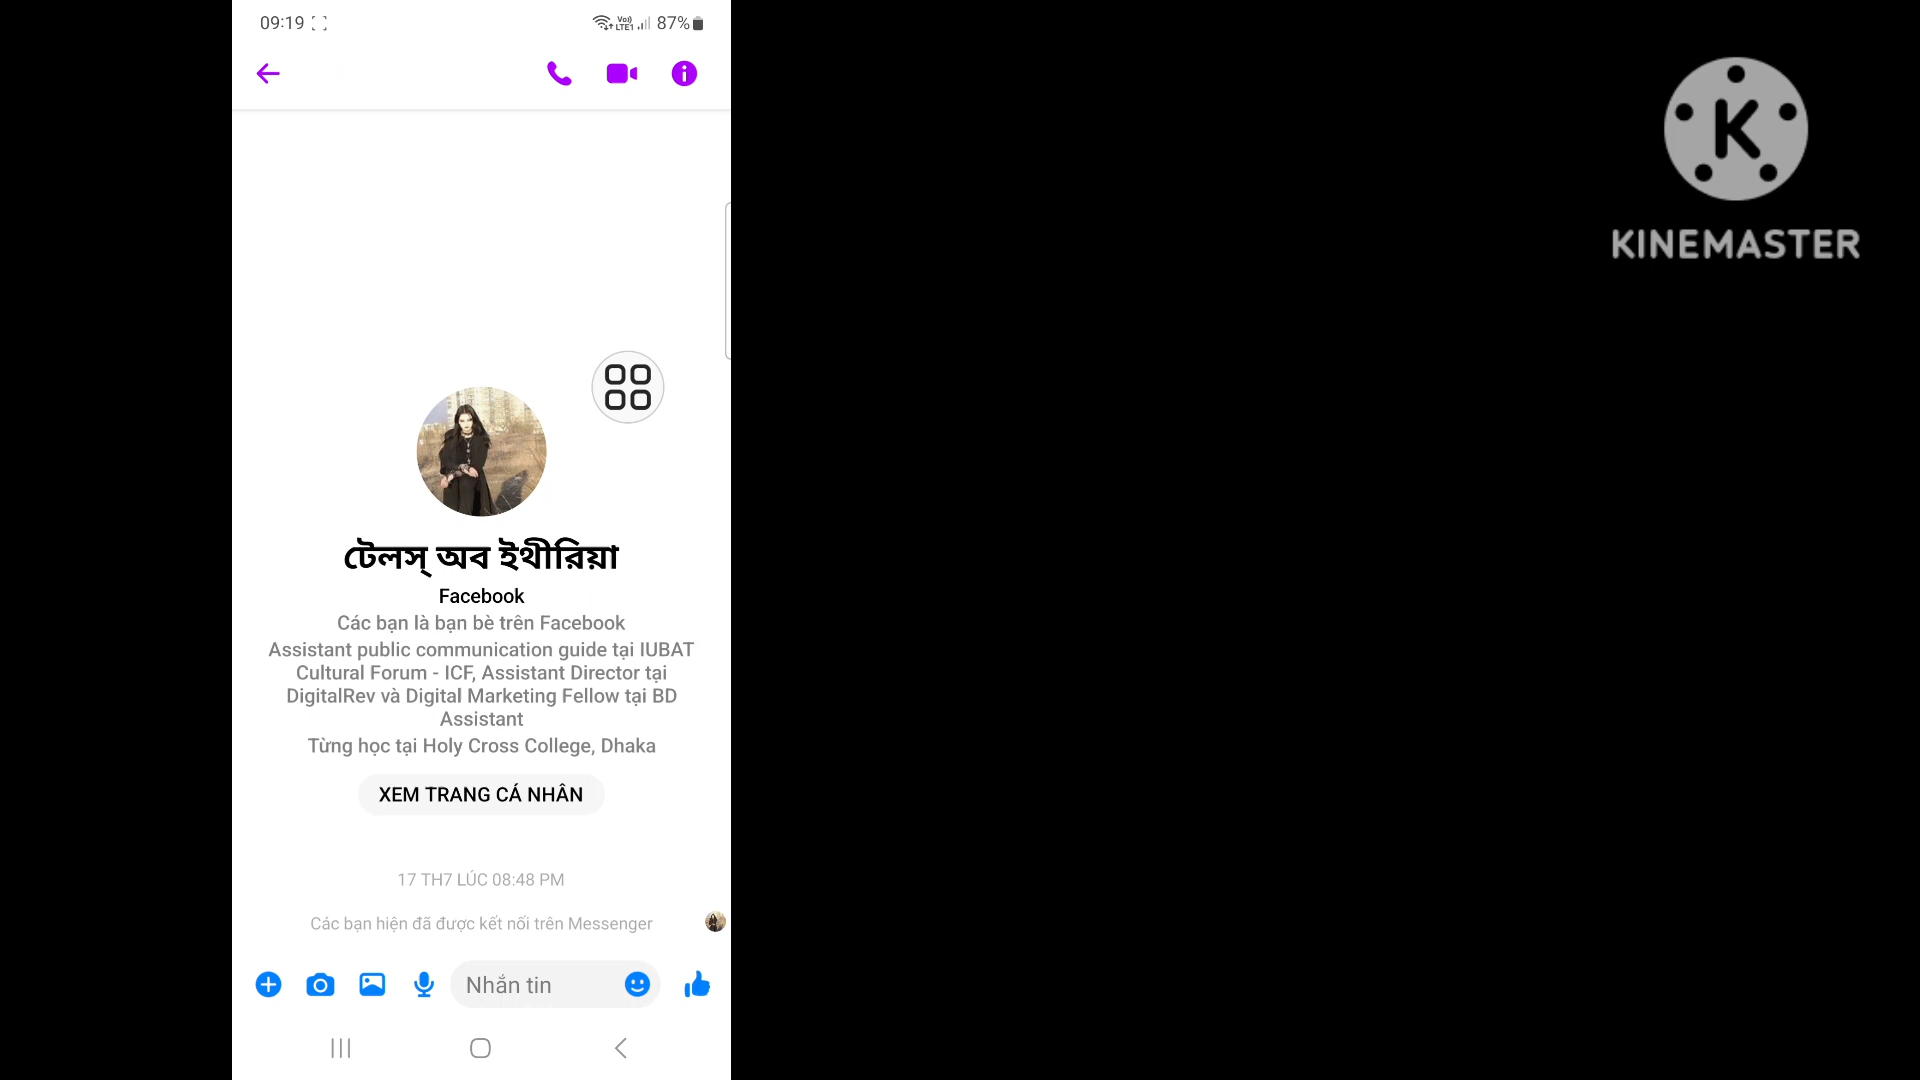 09:19
Vo)) LTE1 87%
টেলস্ অব ইথীরিয়া
Facebook
Các bạn là bạn bè trên Facebook
Assistant public communication guide tại IUBAT
Cultural Forum - ICF, Assistant Director tại
DigitalRev và Digital Marketing Fellow tại BD
Assistant
Từng học tại Holy Cross College, Dhaka
XEM TRANG CÁ NHÂN
17 TH7 LÚC 08:48 PM
Các bạn hiện đã được kết nối trên Messenger
Nhắn tin
K
KINEMASTER